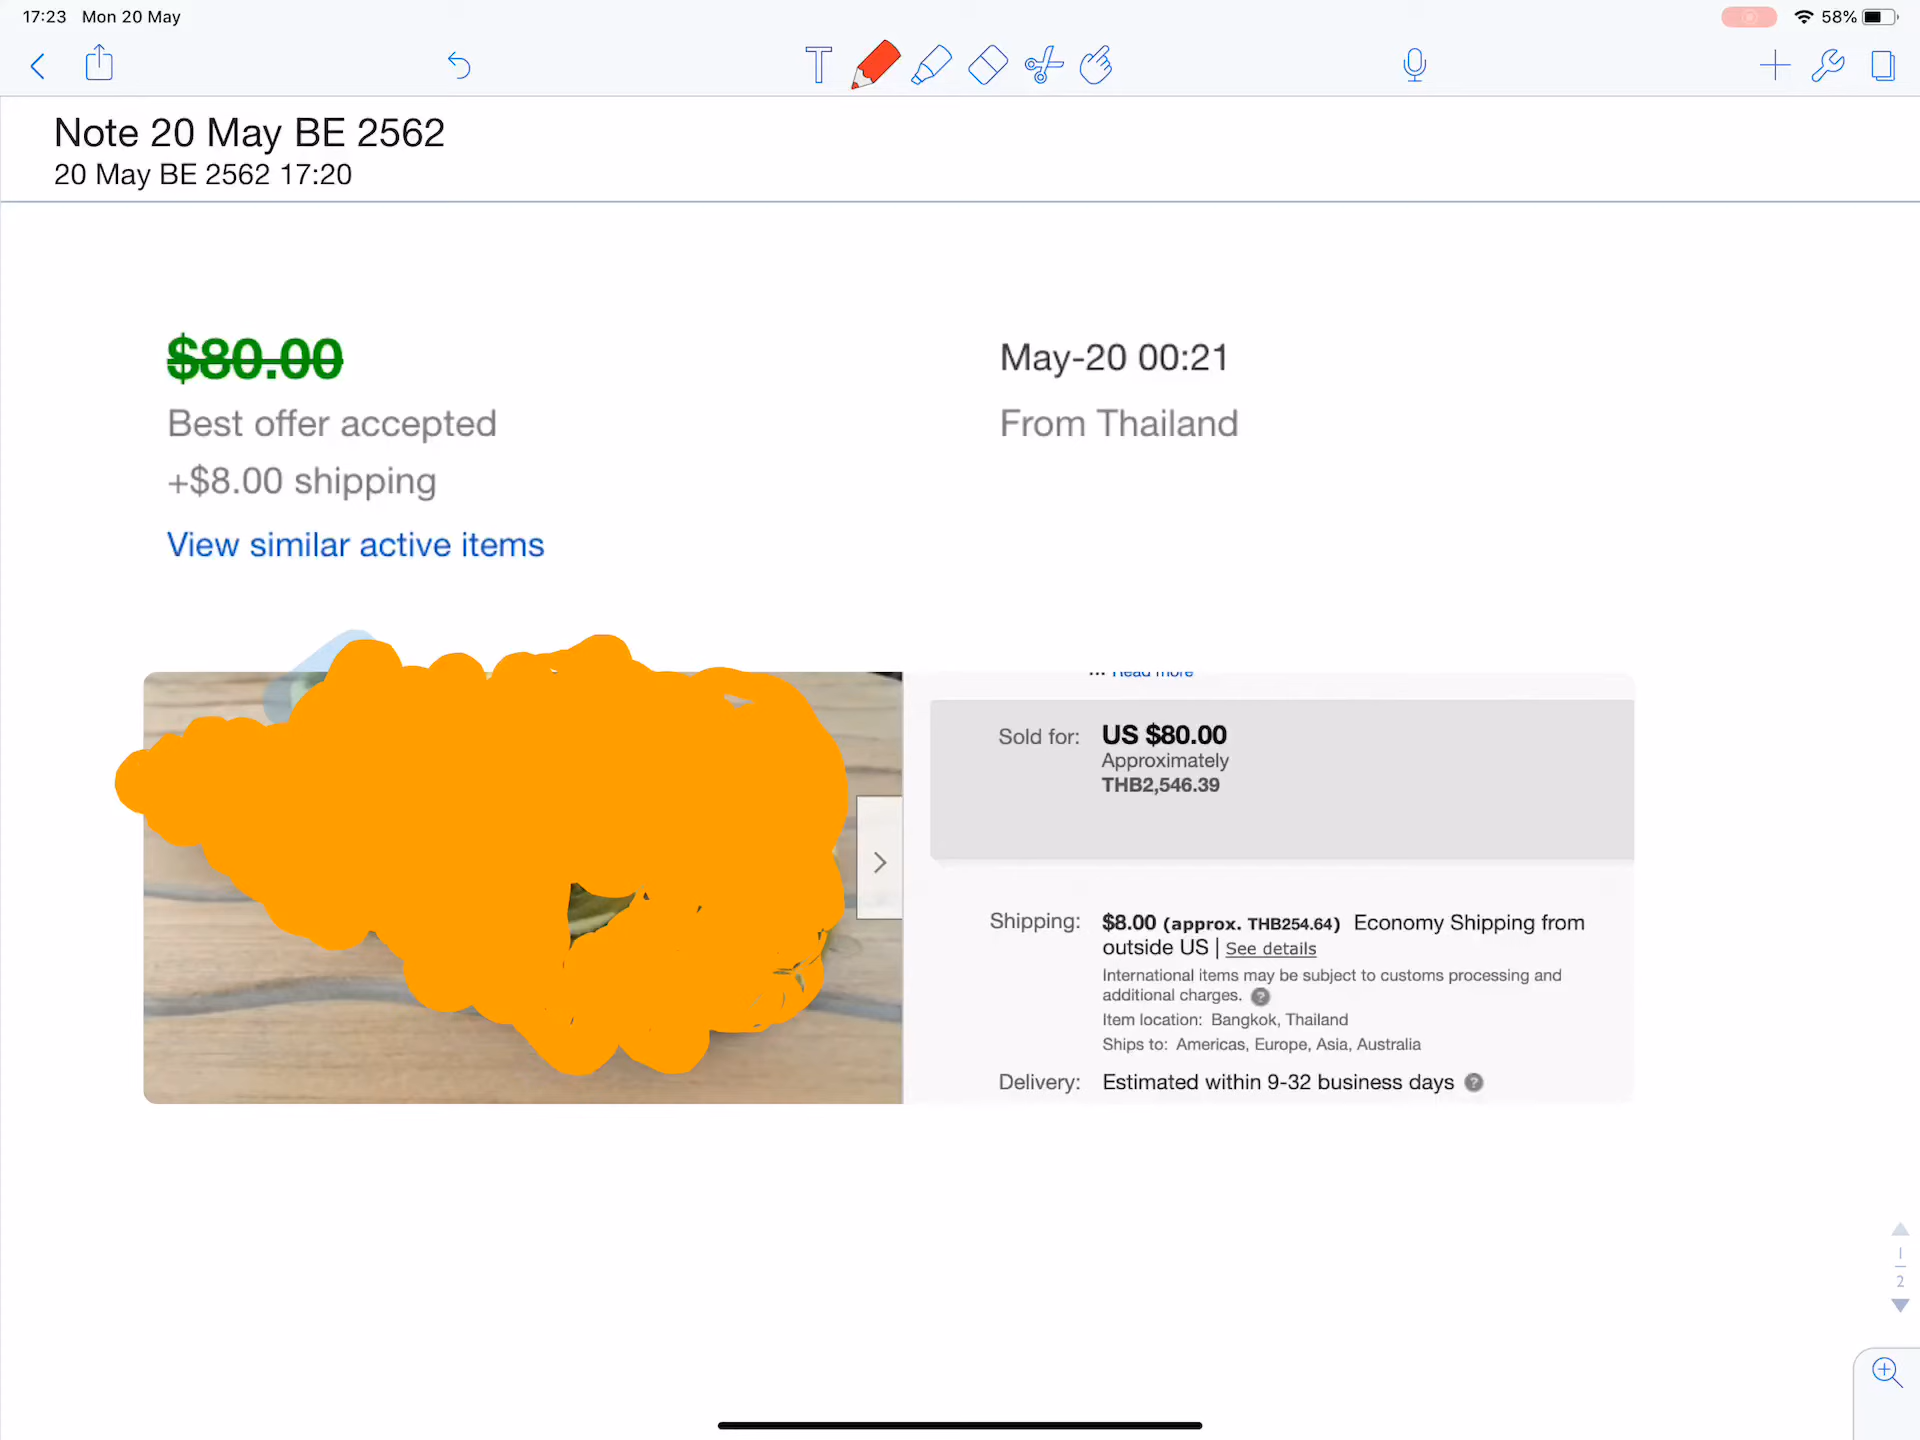 17:23 Mon 20 May
58%
T
Note 20 May BE 2562
20 May BE 2562 17:20
$80.00
Best offer accepted
+$8.00 shipping
View similar active items
May-20 00:21
From Thailand
... Read more
Sold for: US $80.00
Approximately
THB2,546.39
Shipping: $8.00 (approx. THB254.64) Economy Shipping from
outside US | See details
International items may be subject to customs processing and
additional charges. ?
Item location: Bangkok, Thailand
Ships to: Americas, Europe, Asia, Australia
Delivery: Estimated within 9-32 business days ?
1
2